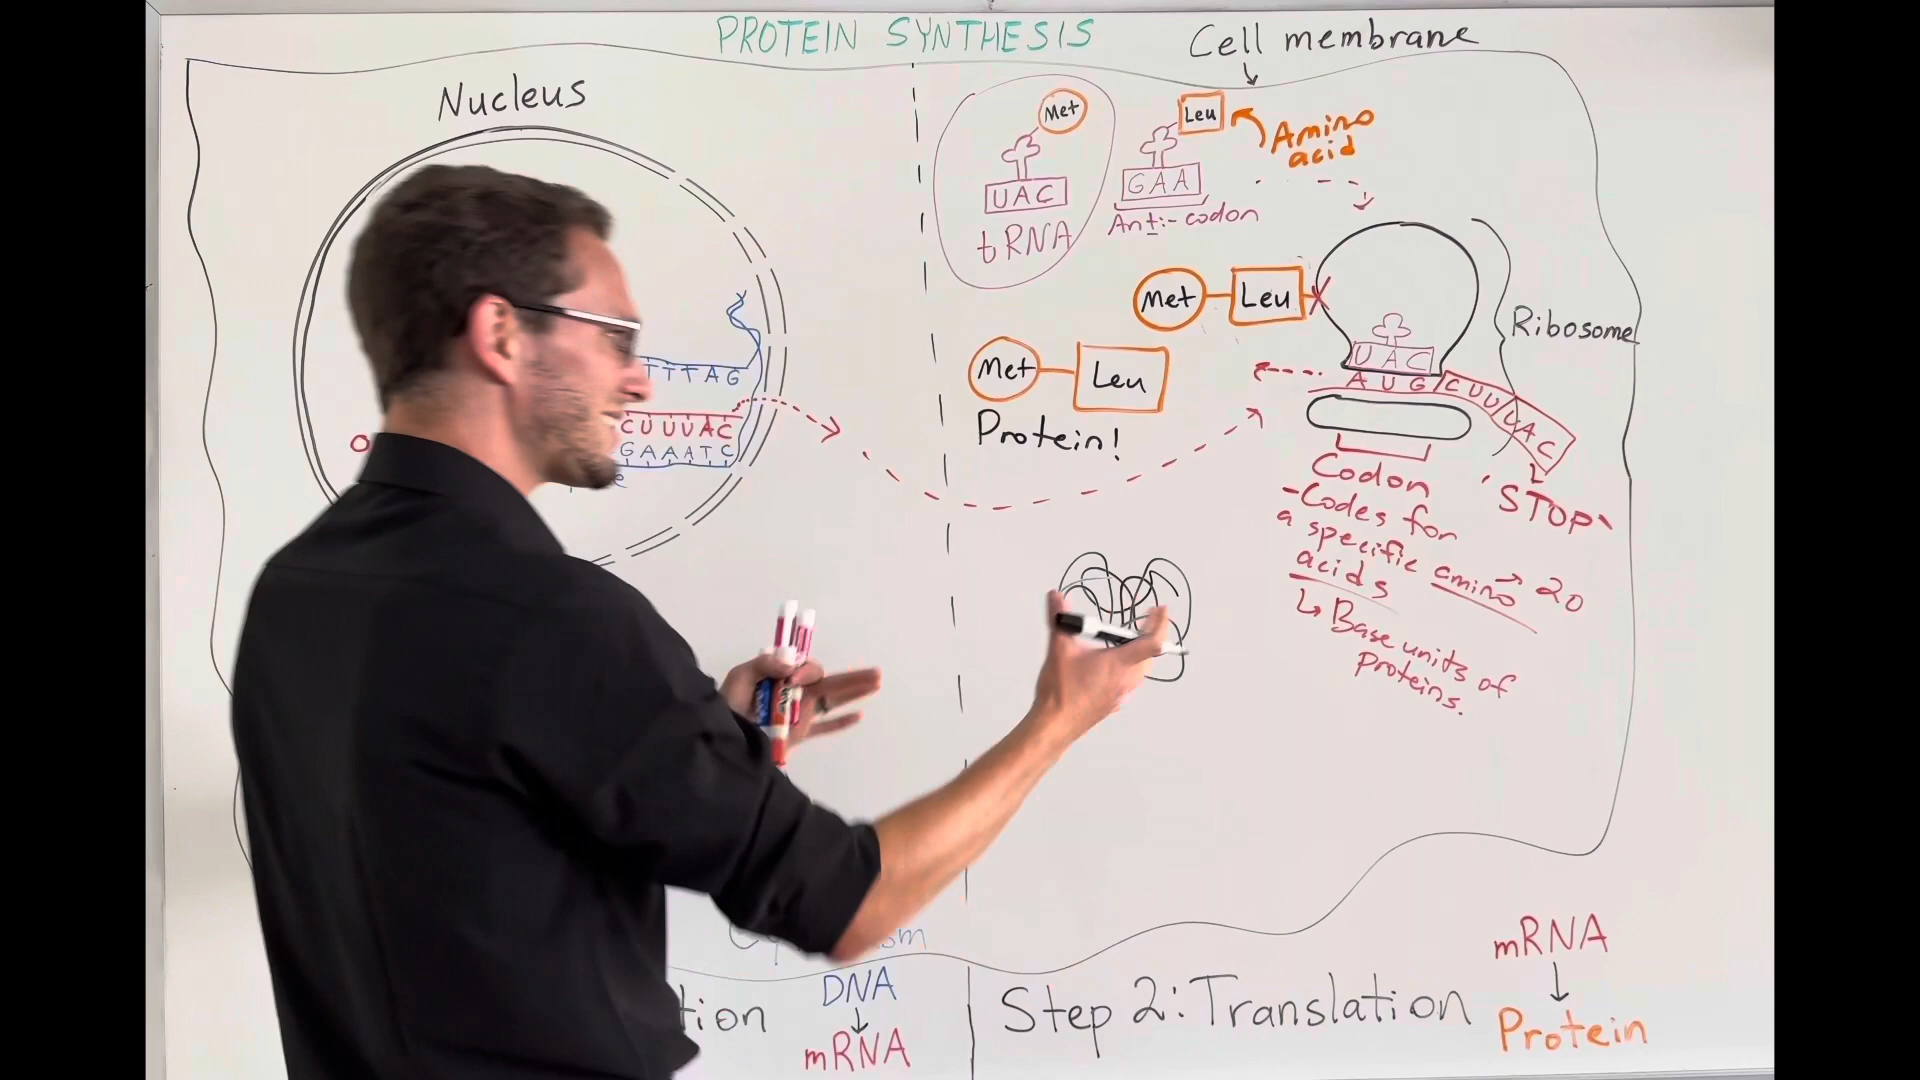 PROTEIN SYNTHESIS
Cell membrane
Nucleus
Met
Leu
Amino
acid
UAC
GAA
Anti-codon
tRNA
Met
Leu
Ribosome
UAC
AUG CUU UAC
Met
Leu
Protein!
TTTAG
CUUUAC
GAAATC
Codon
-Codes for
a specific amino → 20
acids
↳ Base units of
proteins.
STOP
mRNA
↓
Protein
DNA
↓
mRNA
Step 2: Translation